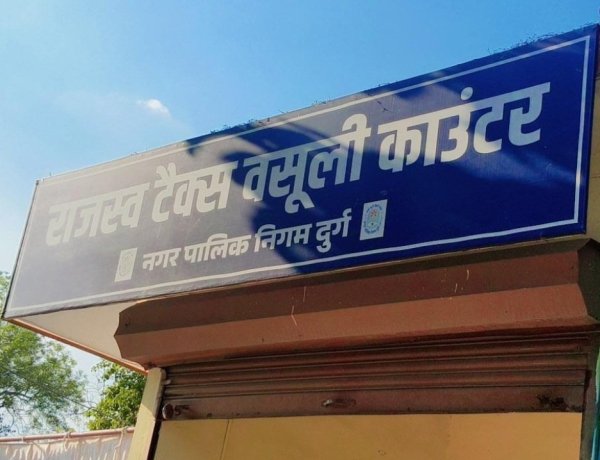 राजस्व टैक्स वसूली काउंटर
नगर पालिक निगम दुर्ग